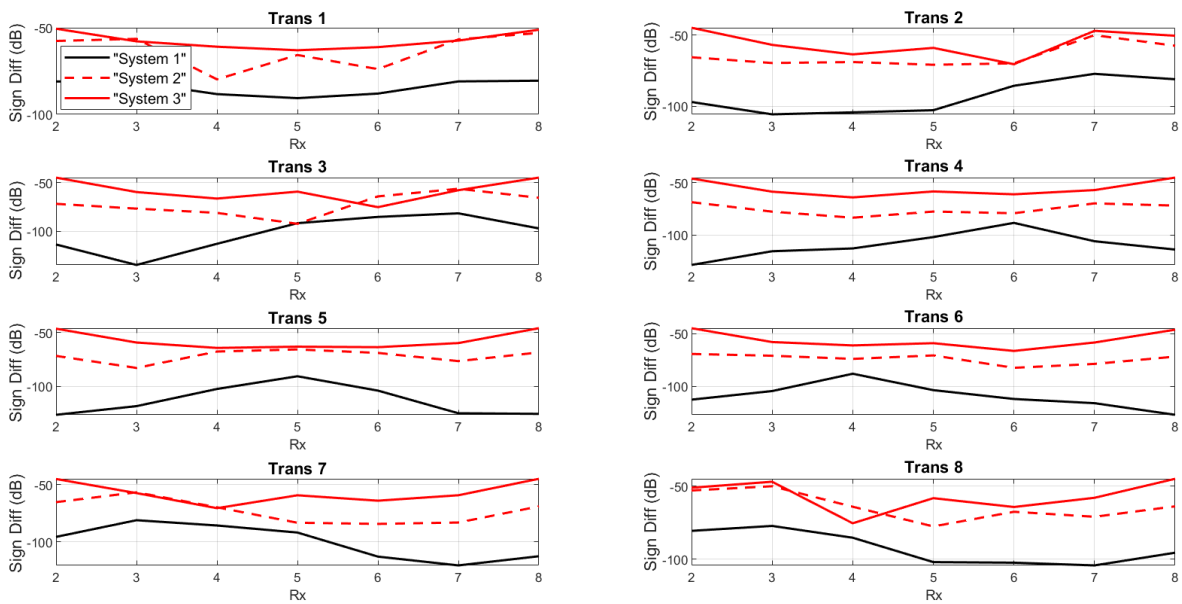 Trans 1
Sign Diff (dB)
-50
-100
"System 1"
"System 2"
"System 3"
2 3 4 5 6 7 8
Rx
Trans 2
Sign Diff (dB)
-50
-100
2 3 4 5 6 7 8
Rx
Trans 3
Sign Diff (dB)
-50
-100
2 3 4 5 6 7 8
Rx
Trans 4
Sign Diff (dB)
-50
-100
2 3 4 5 6 7 8
Rx
Trans 5
Sign Diff (dB)
-50
-100
2 3 4 5 6 7 8
Rx
Trans 6
Sign Diff (dB)
-50
-100
2 3 4 5 6 7 8
Rx
Trans 7
Sign Diff (dB)
-50
-100
2 3 4 5 6 7 8
Rx
Trans 8
Sign Diff (dB)
-50
-100
2 3 4 5 6 7 8
Rx